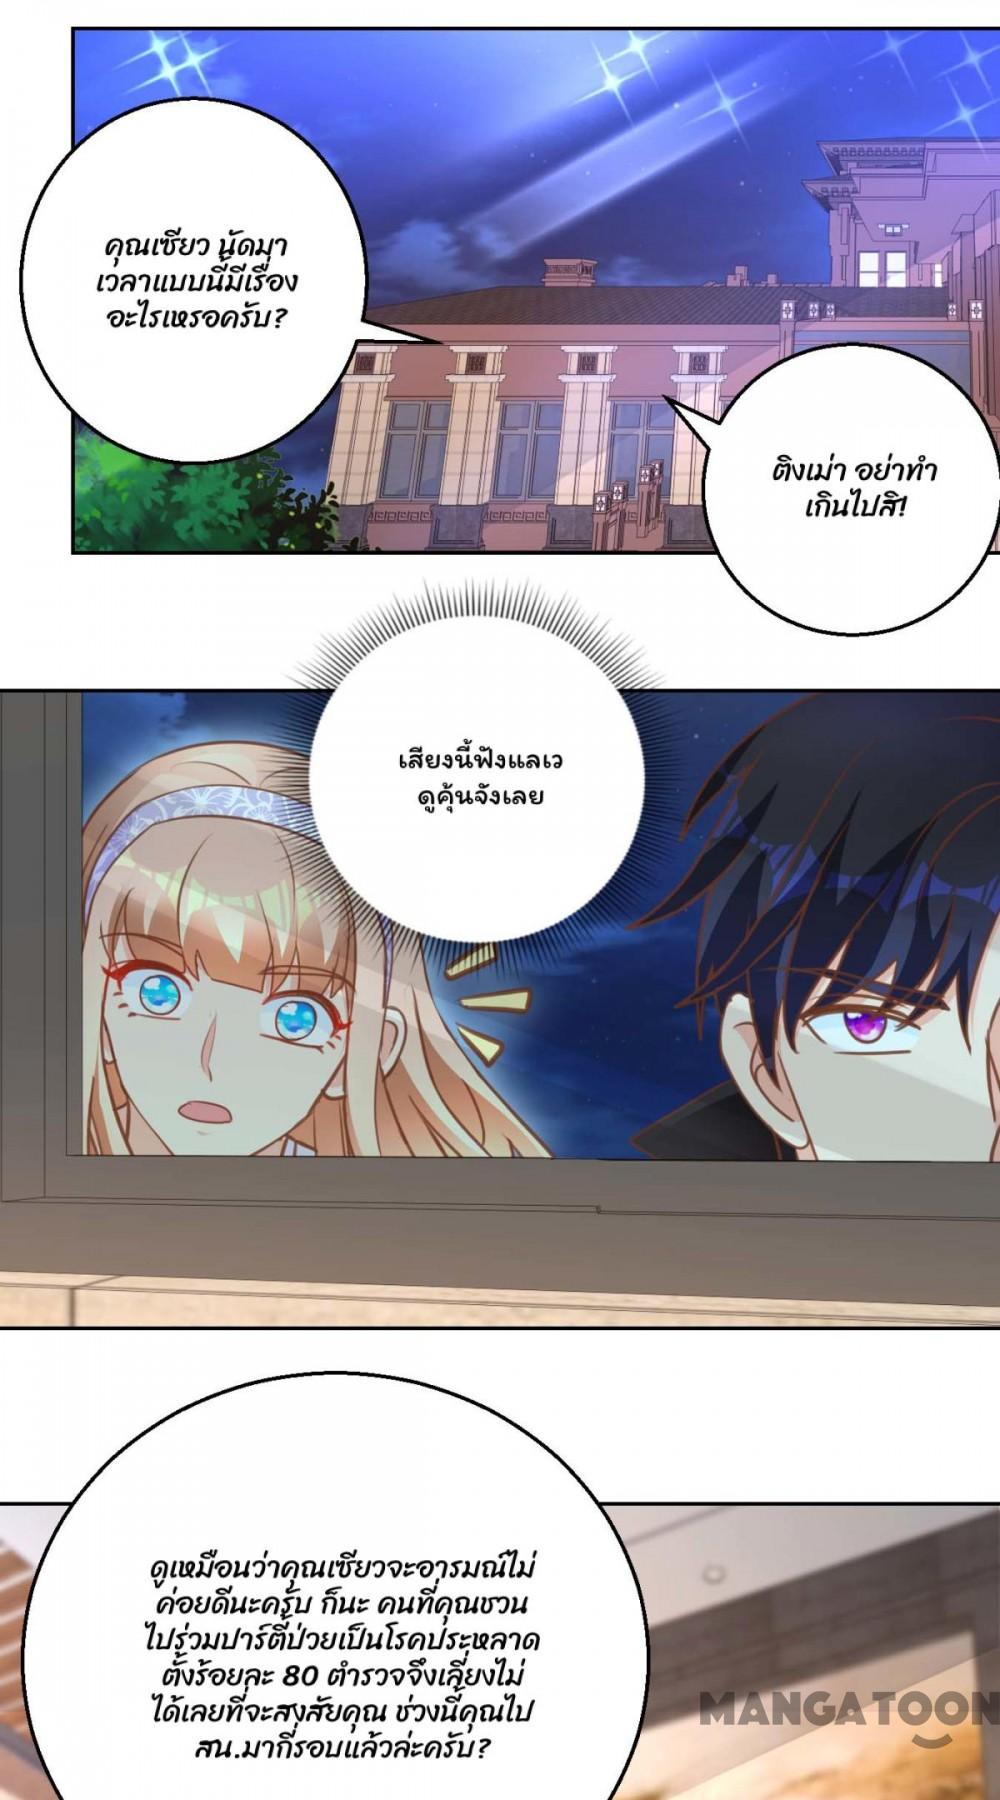 คุณเซียว นัดมา
เวลาแบบนี้มีเรื่อง
อะไรเหรอครับ?
ติงเม่า อย่าทำ
เกินไปสิ!
เสียงนี้ฟังแลเว
ดูคุ้นจังเลย
ดูเหมือนว่าคุณเซียวจะอารมณ์ไม่
ค่อยดีนะครับ ก็นะ คนที่คุณชวน
ไปร่วมปาร์ตี้ป่วยเป็นโรคประหลาด
ตั้งร้อยละ 80 ตำรวจจึงเลี่ยงไม่
ได้เลยที่จะสงสัยคุณ ช่วงนี้คุณไป
สน.มากี่รอบแล้วล่ะครับ?
MANGATOON